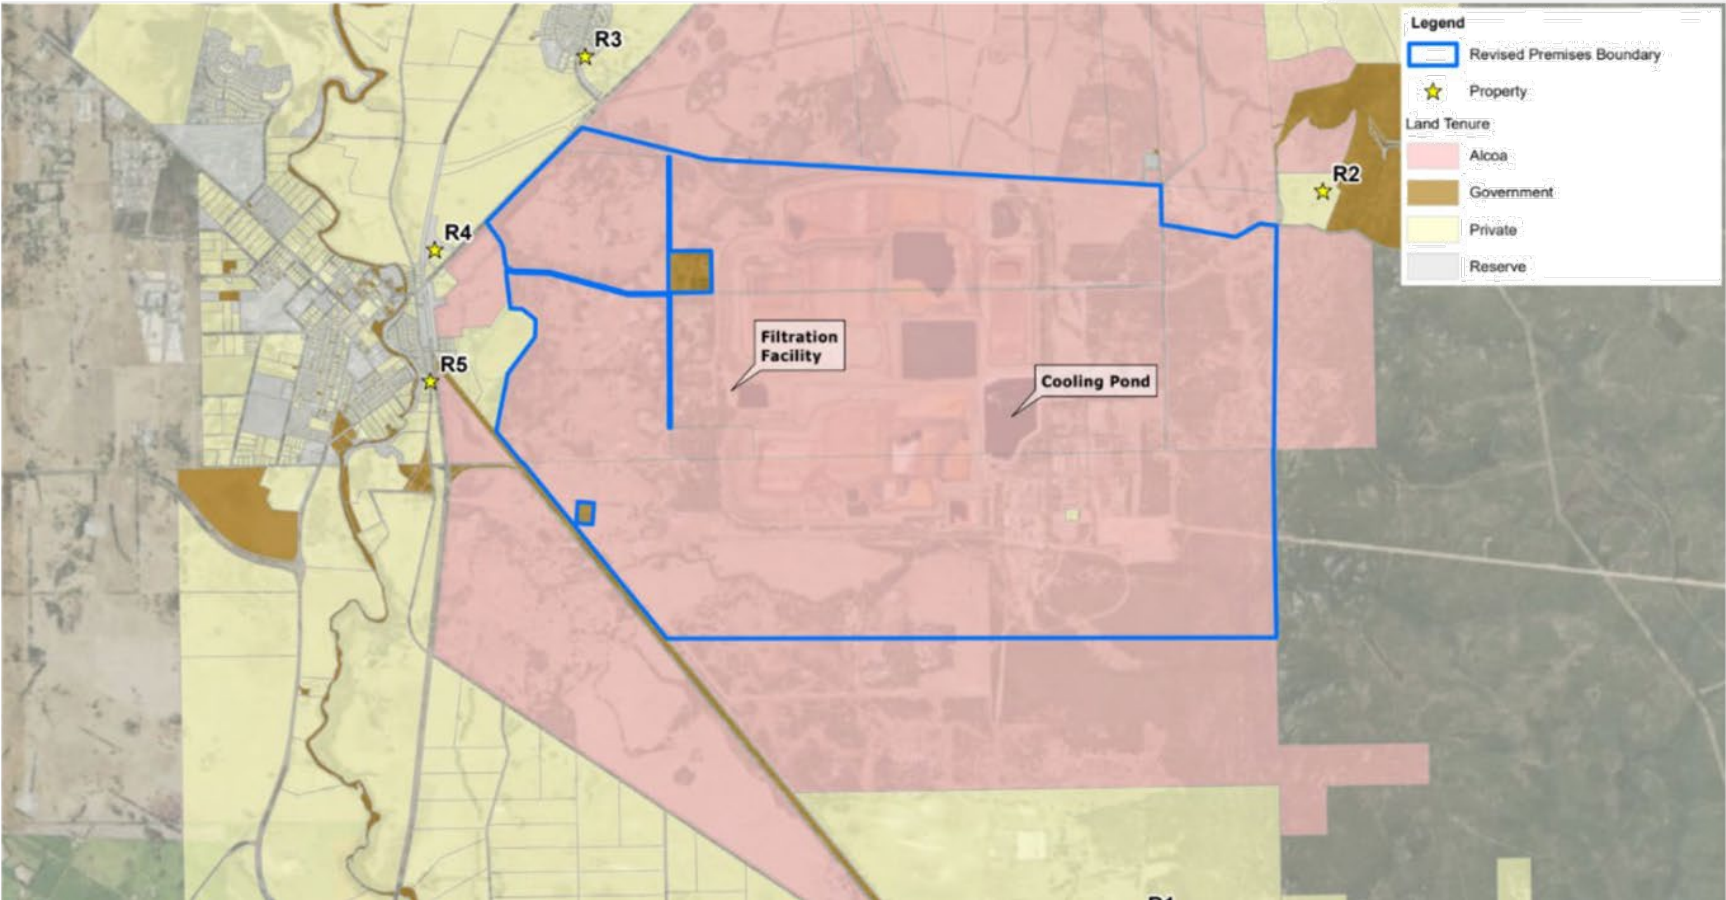 R3
Legend
Revised Premises Boundary
Property
Land Tenure
Alcoa
Government
Private
Reserve
R2
R4
Filtration
Facility
R5
Cooling Pond